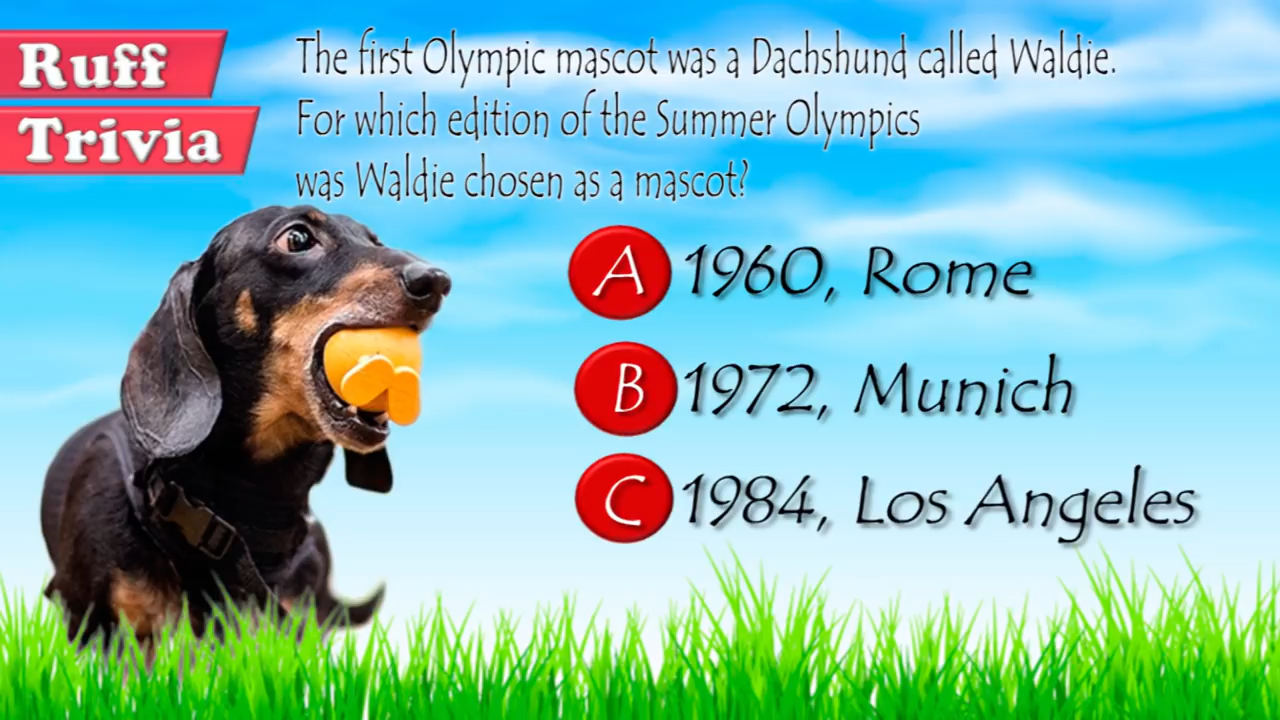 Ruff
Trivia
The first Olympic mascot was a Dachshund called Waldie.
For which edition of the Summer Olympics
was Waldie chosen as a mascot?
A 1960, Rome
B 1972, Munich
C 1984, Los Angeles